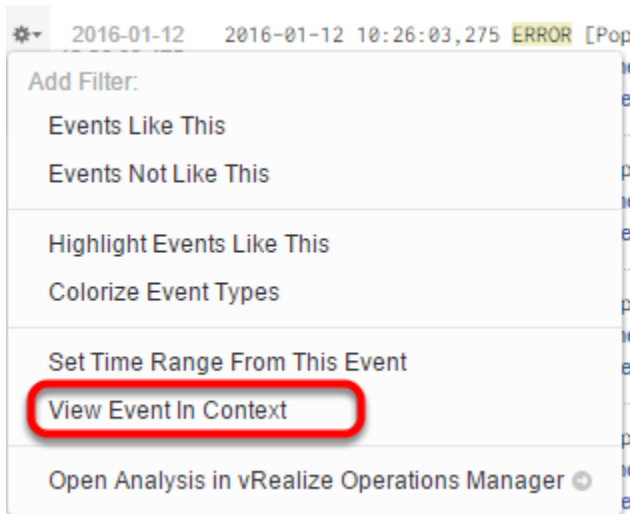 2016-01-12 2016-01-12 10:26:03,275 ERROR [Pop
Add Filter:
Events Like This
Events Not Like This
Highlight Events Like This
Colorize Event Types
Set Time Range From This Event
View Event In Context
Open Analysis in vRealize Operations Manager